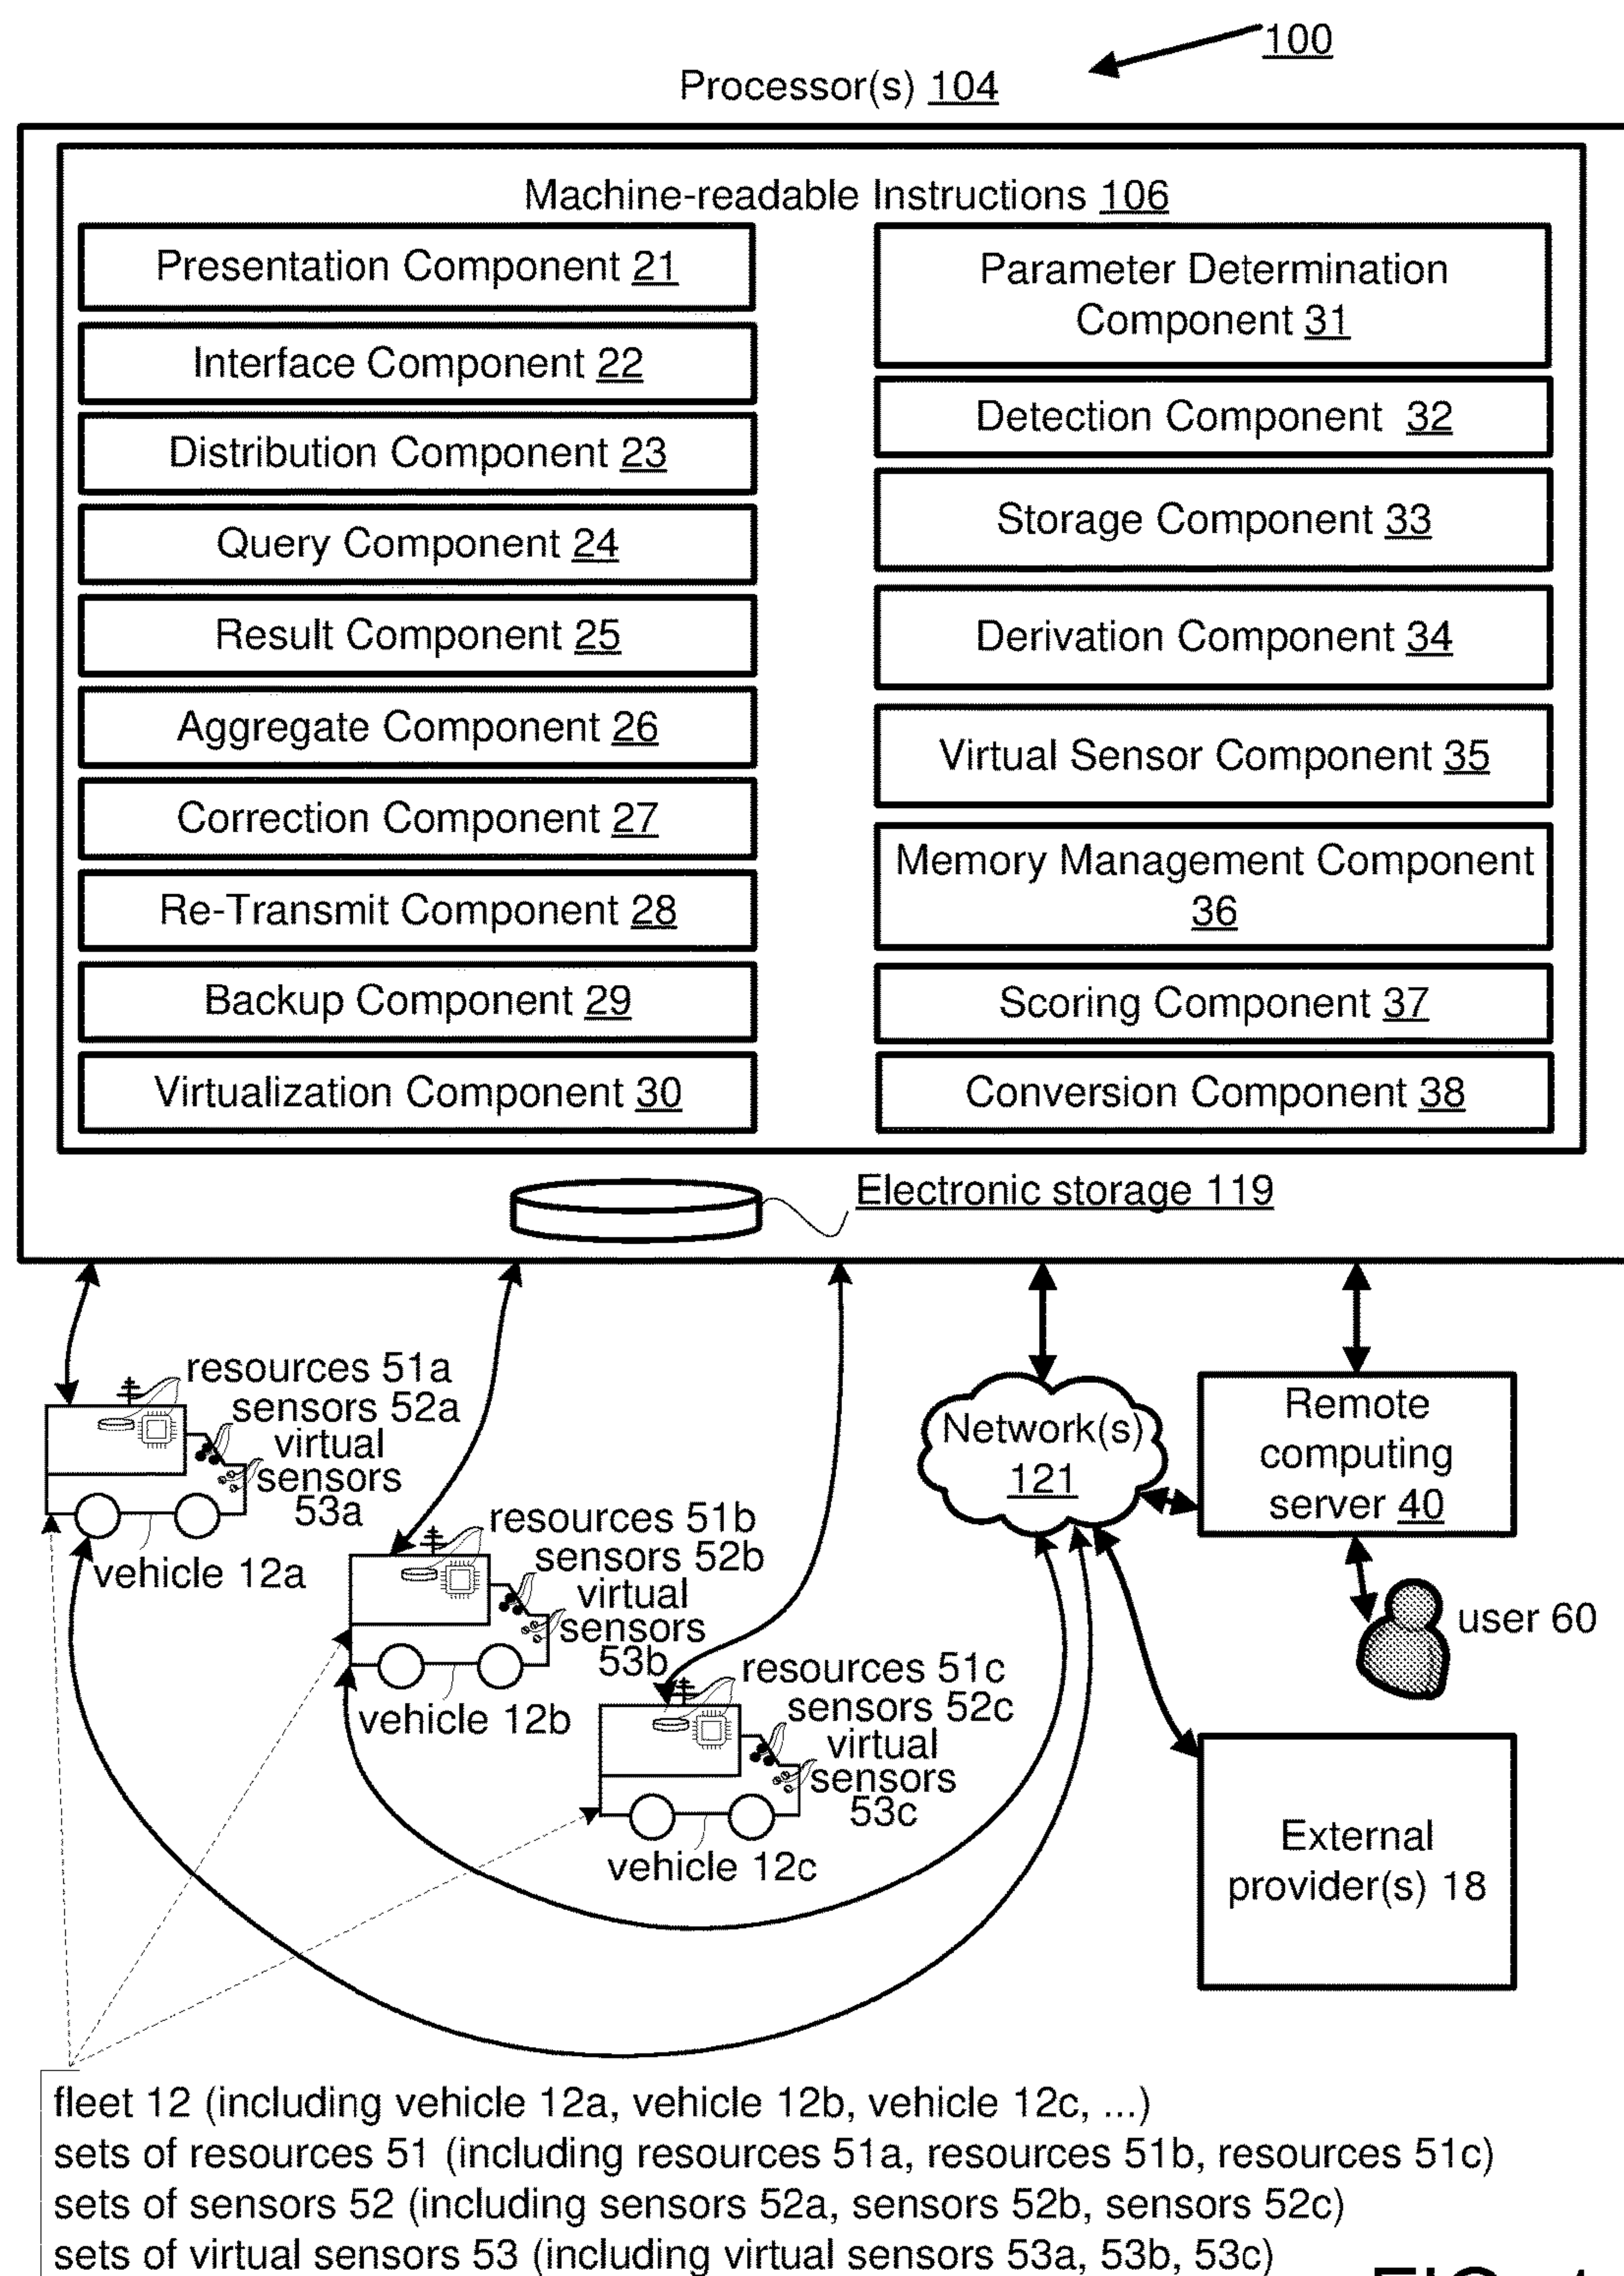 100
Processor(s) 104
Machine-readable Instructions 106
Presentation Component 21
Interface Component 22
Distribution Component 23
Query Component 24
Result Component 25
Aggregate Component 26
Correction Component 27
Re-Transmit Component 28
Backup Component 29
Virtualization Component 30
Parameter Determination
Component 31
Detection Component 32
Storage Component 33
Derivation Component 34
Virtual Sensor Component 35
Memory Management Component
36
Scoring Component 37
Conversion Component 38
Electronic storage 119
resources 51a
sensors 52a
virtual
sensors
53a
vehicle 12a
resources 51b
sensors 52b
virtual
sensors
53b
vehicle 12b
resources 51c
sensors 52c
virtual
sensors
53c
vehicle 12c
Network(s)
121
Remote
computing
server 40
user 60
External
provider(s) 18
fleet 12 (including vehicle 12a, vehicle 12b, vehicle 12c, ...)
sets of resources 51 (including resources 51a, resources 51b, resources 51c)
sets of sensors 52 (including sensors 52a, sensors 52b, sensors 52c)
sets of virtual sensors 53 (including virtual sensors 53a, 53b, 53c)